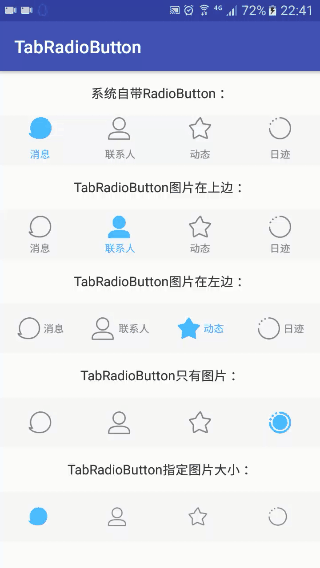 4G 72% 22:41
TabRadioButton
系统自带RadioButton：
消息 联系人 动态 日迹
TabRadioButton图片在上边：
消息 联系人 动态 日迹
TabRadioButton图片在左边：
消息 联系人 动态 日迹
TabRadioButton只有图片：
TabRadioButton指定图片大小：